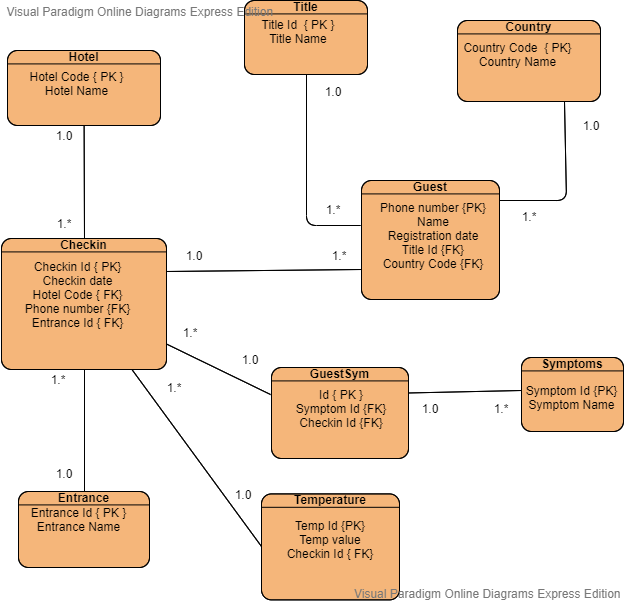 Visual Paradigm Online Diagrams Express Edition
Title
Title Id { PK }
Title Name
Country
Country Code { PK}
Country Name
Hotel
Hotel Code { PK }
Hotel Name
1.0
1.0
1.0
Guest
Phone number {PK}
Name
Registration date
Title Id {FK}
Country Code {FK}
1.*
1.*
1.*
Checkin
Checkin Id { PK}
Checkin date
Hotel Code { FK}
Phone number {FK}
Entrance Id { FK}
1.0
1.*
1.*
1.0
1.*
1.*
GuestSym
Id { PK }
Symptom Id {FK}
Checkin Id {FK}
1.0
1.*
Symptoms
Symptom Id {PK}
Symptom Name
1.0
1.0
Entrance
Entrance Id { PK }
Entrance Name
Temperature
Temp Id {PK}
Temp value
Checkin Id { FK}
Visual Paradigm Online Diagrams Express Edition